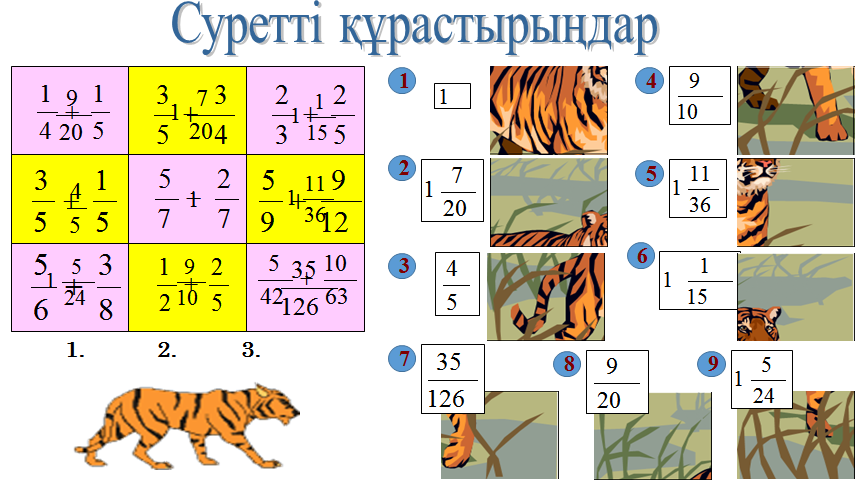 Суретті құрастырыңдар
1/4 + 1/5 9/20
3/5 + 3/4 1 7/20
2/3 + 2/5 1 1/15
3/5 + 1/5 4/5
5/7 + 2/7 1
5/9 + 9/12 1 11/36
5/6 + 3/8 1 5/24
1/2 + 2/5 9/10
5/42 + 10/63 35/126
1. 2. 3.
1 1
2 1 7/20
3 4/5
4 9/10
5 1 11/36
6 1 1/15
7 35/126
8 9/20
9 1 5/24